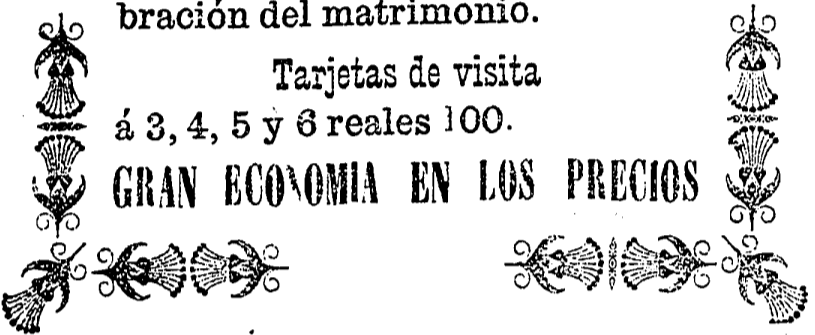 bración del matrimonio.
Tarjetas de visita
á 3, 4, 5 y 6 reales 100.
GRAN ECONOMIA EN LOS PRECIOS